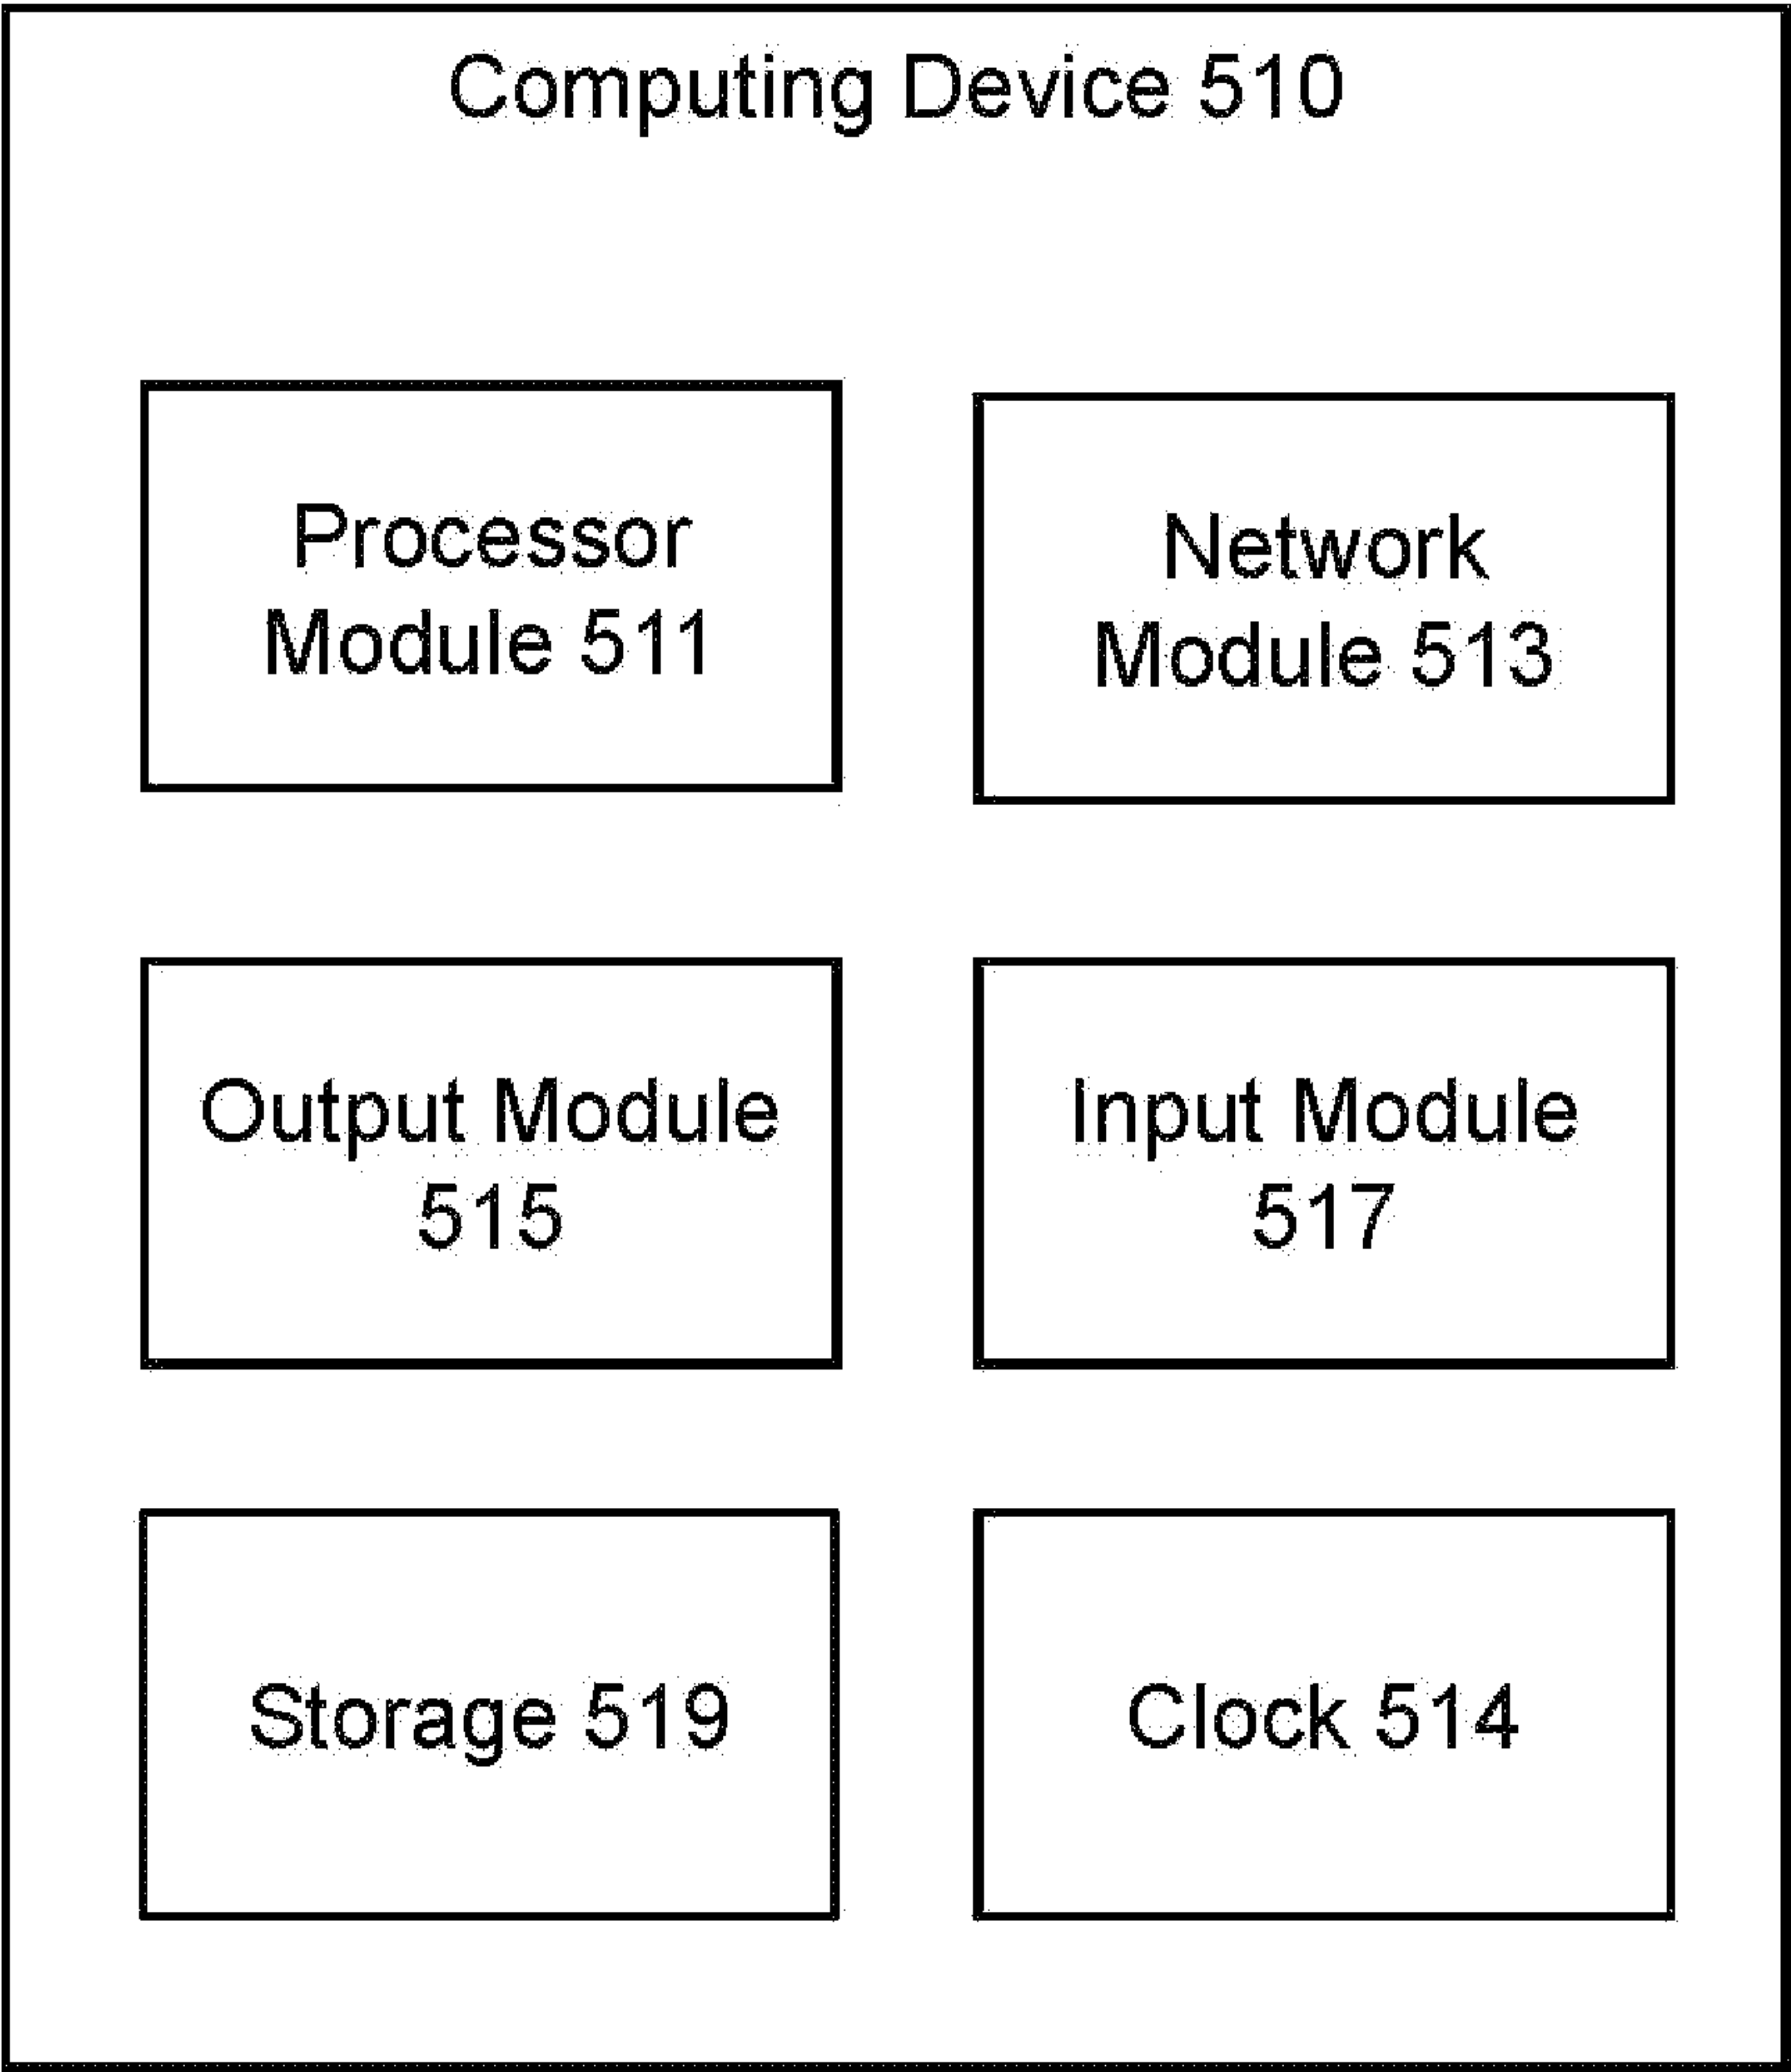 Computing Device 510
Processor
Module 511
Network
Module 513
Output Module
515
Input Module
517
Storage 519
Clock 514